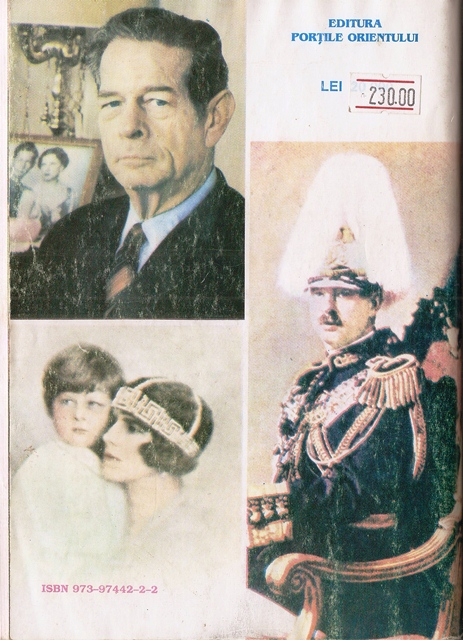 EDITURA
PORȚILE ORIENTULUI
LEI
230.00
ISBN 973-97442-2-2